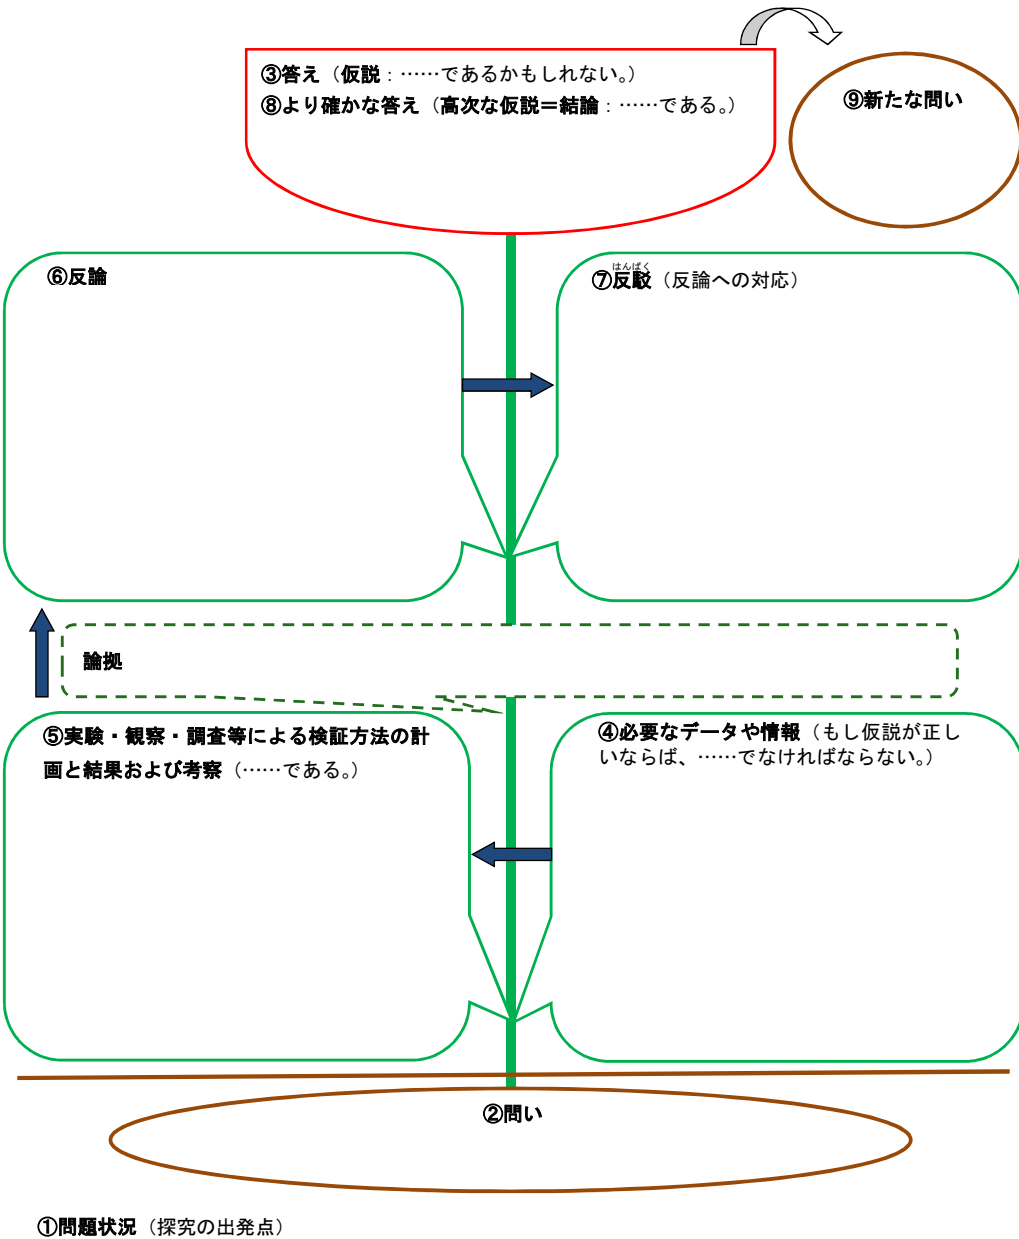 ③答え（仮説：……であるかもしれない。）
⑧より確かな答え（高次な仮説＝結論：……である。）
⑨新たな問い
⑥反論
はんばく
⑦反駁（反論への対応）
論拠
⑤実験・観察・調査等による検証方法の計
画と結果および考察（……である。）
④必要なデータや情報（もし仮説が正し
いならば、……でなければならない。）
②問い
①問題状況（探究の出発点）